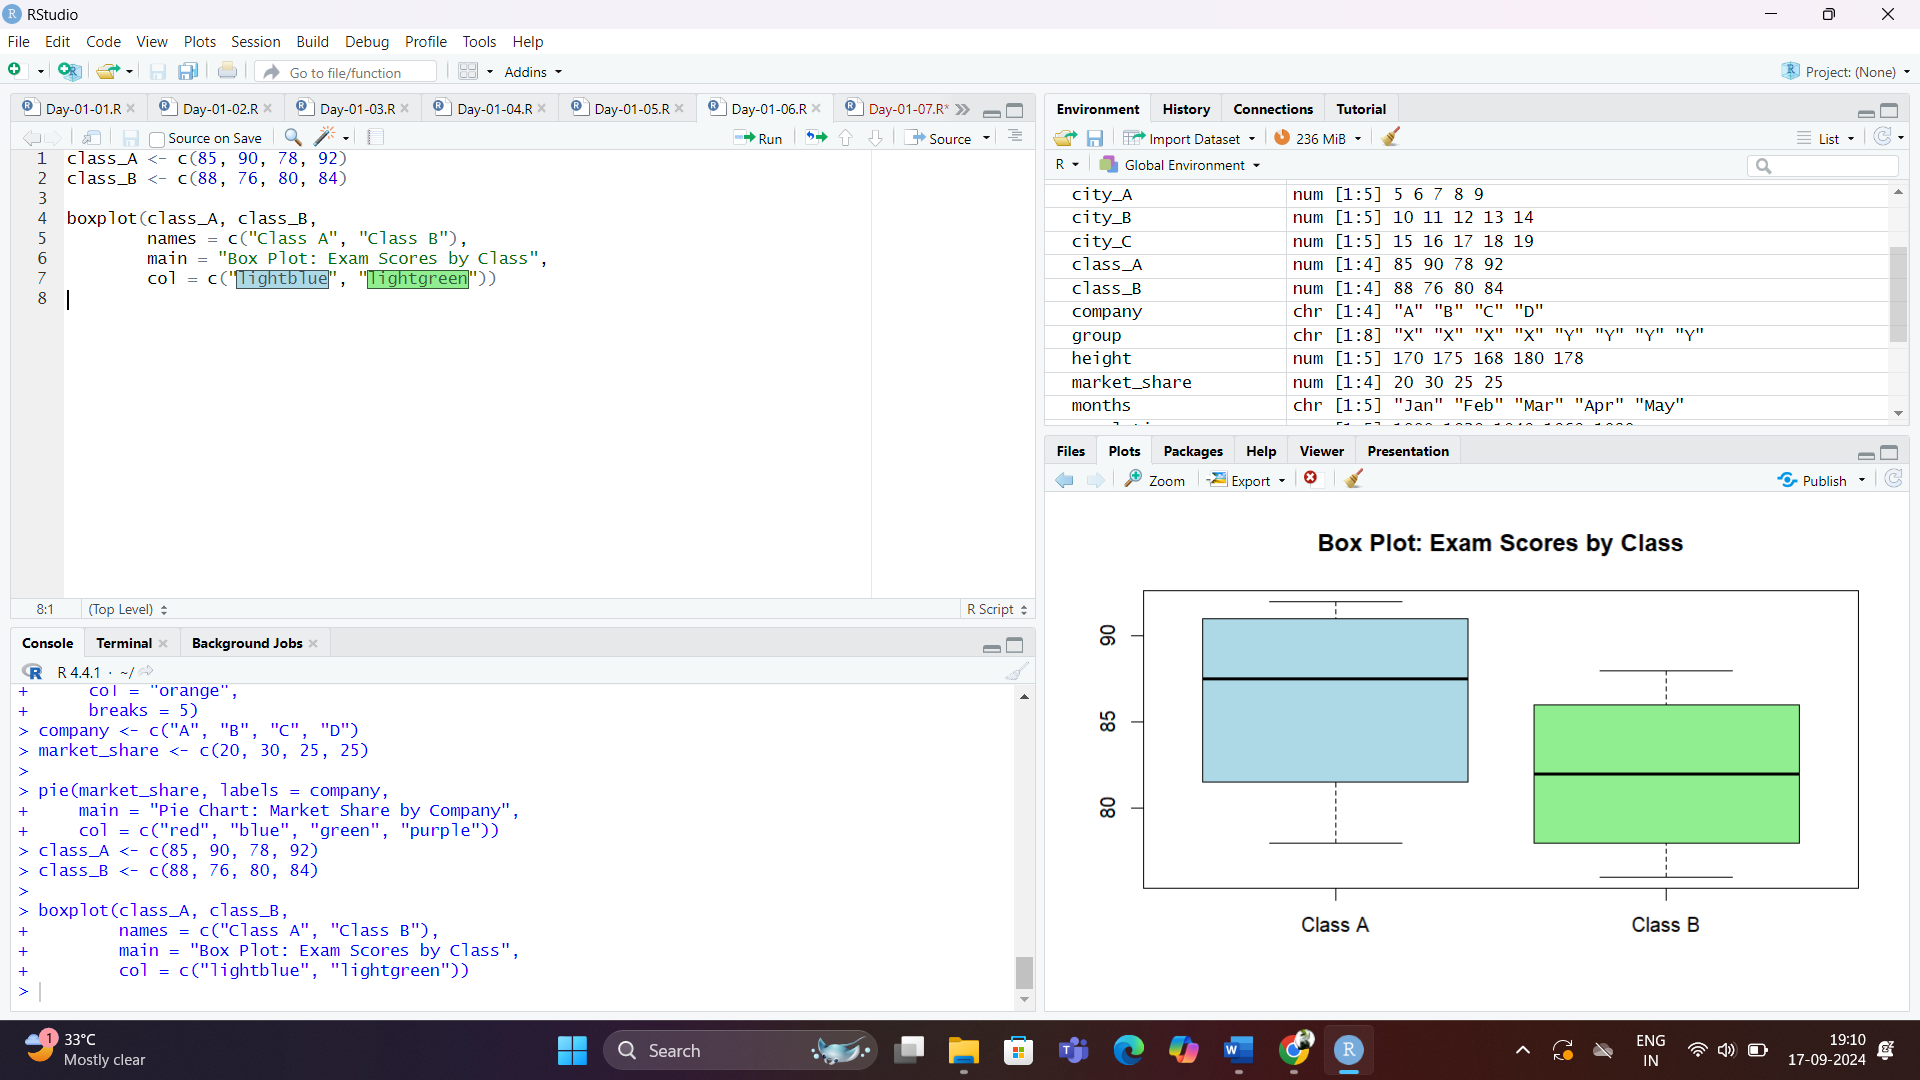 RStudio
File Edit Code View Plots Session Build Debug Profile Tools Help
Go to file/function Addins Project: (None)
Day-01-01.R Day-01-02.R Day-01-03.R Day-01-04.R Day-01-05.R Day-01-06.R Day-01-07.R*
Source on Save Run Source
1 class_A <- c(85, 90, 78, 92)
2 class_B <- c(88, 76, 80, 84)
3
4 boxplot(class_A, class_B,
5 names = c("Class A", "Class B"),
6 main = "Box Plot: Exam Scores by Class",
7 col = c("lightblue", "lightgreen"))
8
8:1 (Top Level) R Script
Console Terminal Background Jobs
R 4.4.1 · ~/
+ col = "orange",
+ breaks = 5)
> company <- c("A", "B", "C", "D")
> market_share <- c(20, 30, 25, 25)
>
> pie(market_share, labels = company,
+ main = "Pie Chart: Market Share by Company",
+ col = c("red", "blue", "green", "purple"))
> class_A <- c(85, 90, 78, 92)
> class_B <- c(88, 76, 80, 84)
>
> boxplot(class_A, class_B,
+ names = c("Class A", "Class B"),
+ main = "Box Plot: Exam Scores by Class",
+ col = c("lightblue", "lightgreen"))
>
Environment History Connections Tutorial
Import Dataset 236 MiB List
R Global Environment
city_A num [1:5] 5 6 7 8 9
city_B num [1:5] 10 11 12 13 14
city_C num [1:5] 15 16 17 18 19
class_A num [1:4] 85 90 78 92
class_B num [1:4] 88 76 80 84
company chr [1:4] "A" "B" "C" "D"
group chr [1:8] "X" "X" "X" "X" "Y" "Y" "Y" "Y"
height num [1:5] 170 175 168 180 178
market_share num [1:4] 20 30 25 25
months chr [1:5] "Jan" "Feb" "Mar" "Apr" "May"
Files Plots Packages Help Viewer Presentation
Zoom Export Publish
Box Plot: Exam Scores by Class
90
85
80
Class A Class B
1 33°C
Mostly clear
Search
ENG
IN
19:10
17-09-2024